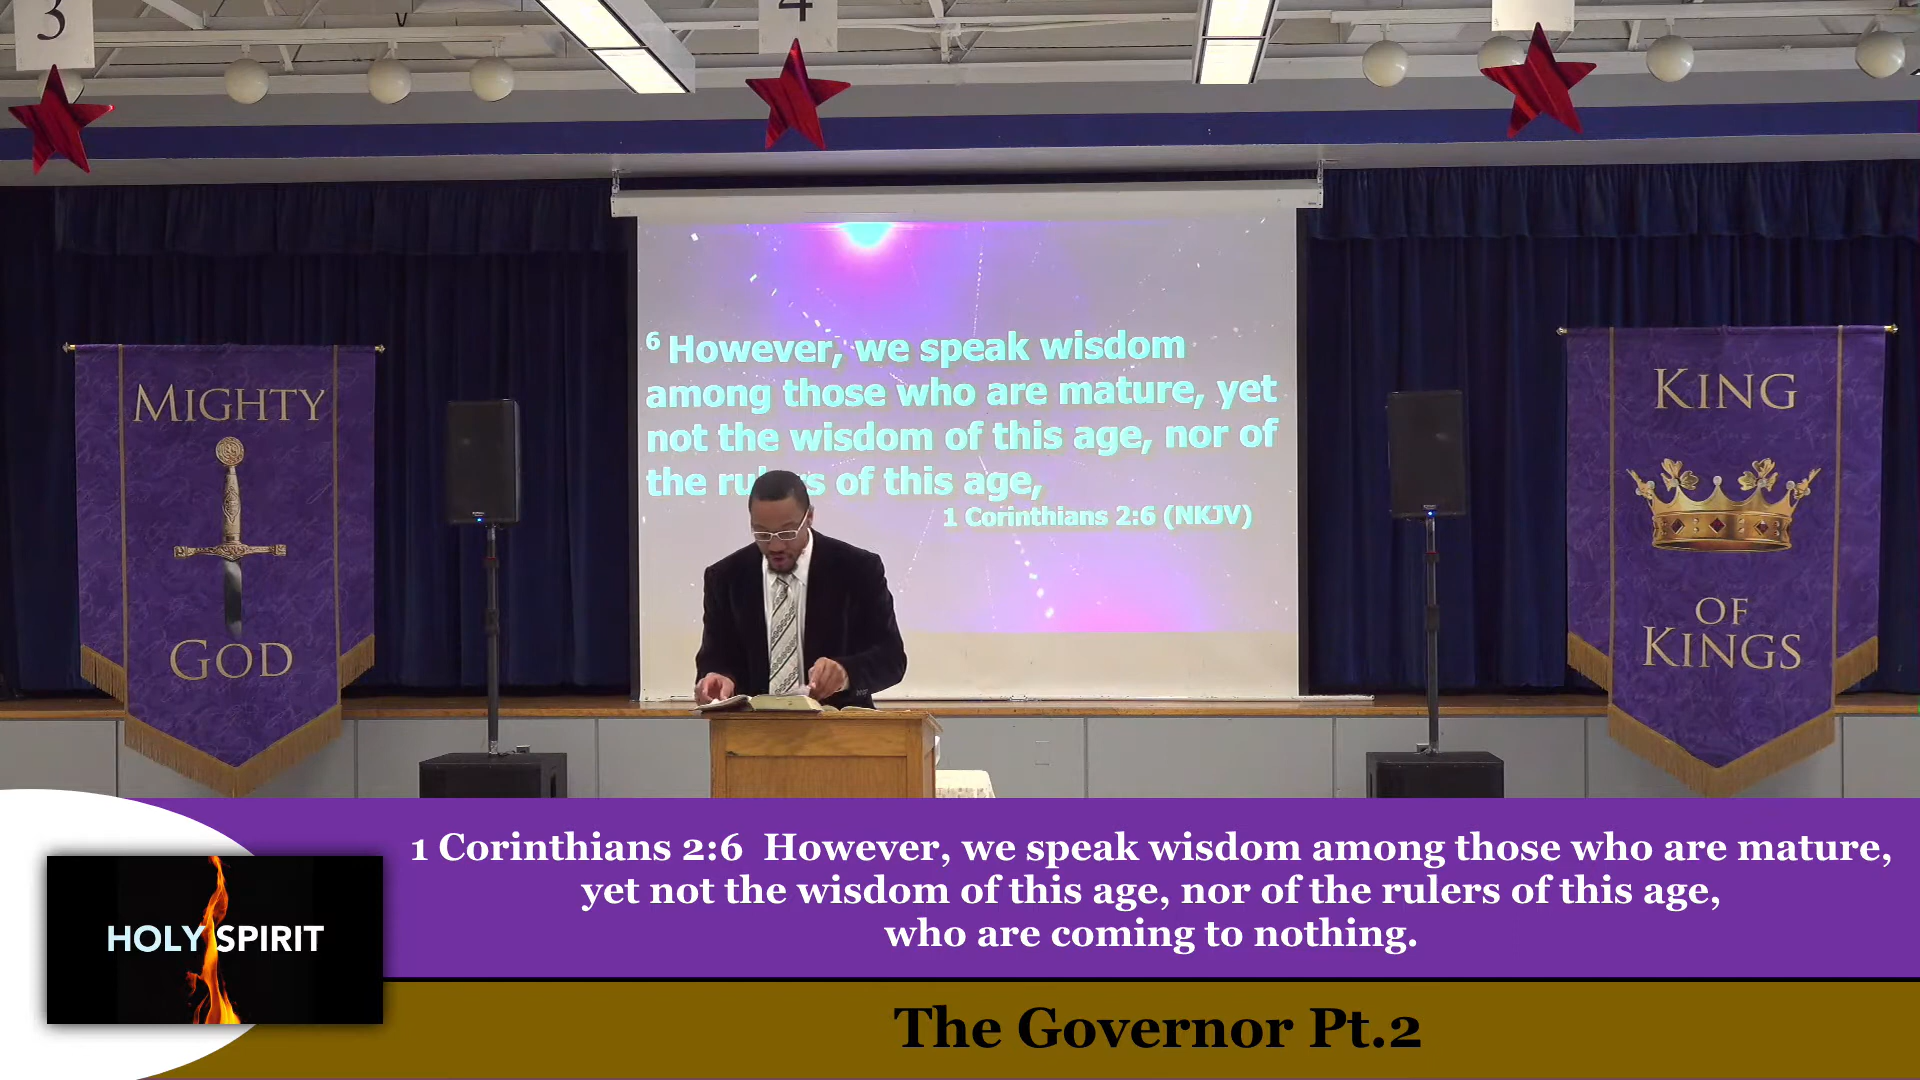 3
4
MIGHTY
GOD
6 However, we speak wisdom
among those who are mature, yet
not the wisdom of this age, nor of
the rulers of this age,
1 Corinthians 2:6 (NKJV)
KING
OF
KINGS
1 Corinthians 2:6 However, we speak wisdom among those who are mature,
yet not the wisdom of this age, nor of the rulers of this age,
who are coming to nothing.
HOLY SPIRIT
The Governor Pt.2